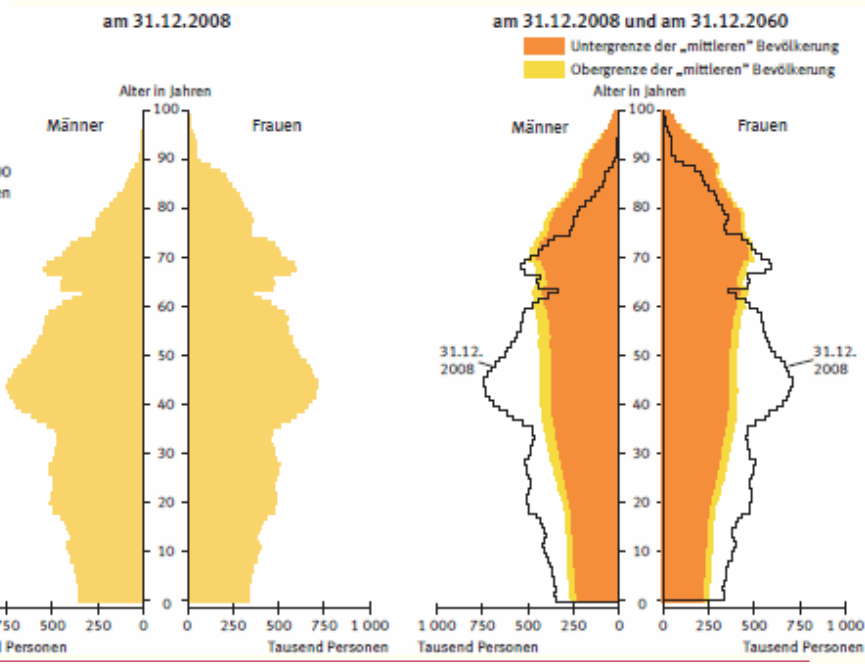 am 31.12.2008
Alter in Jahren
Männer
Frauen
100
90
80
70
60
50
40
30
20
10
0
750 500 250 0
0 250 500 750 1 000
Tausend Personen
am 31.12.2008 und am 31.12.2060
Untergrenze der „mittleren” Bevölkerung
Obergrenze der „mittleren” Bevölkerung
Alter in Jahren
Männer
Frauen
100
90
80
70
60
50
40
30
20
10
0
31.12.
2008
31.12.
2008
1 000 750 500 250 0
0 250 500 750 1 000
Tausend Personen
Tausend Personen